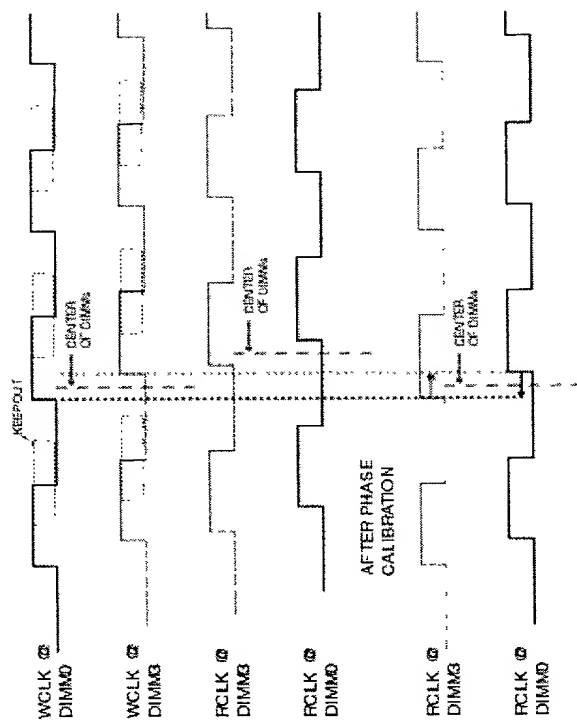 WCLK @
DIMM0
WCLK @
DIMM3
RCLK @
DIMM3
RCLK @
DIMM0
RCLK @
DIMM3
RCLK @
DIMM0
KEEPOUT
CENTER
OF DIMMs
CENTER
OF DIMMs
AFTER PHASE
CALIBRATION
CENTER
OF DIMMs